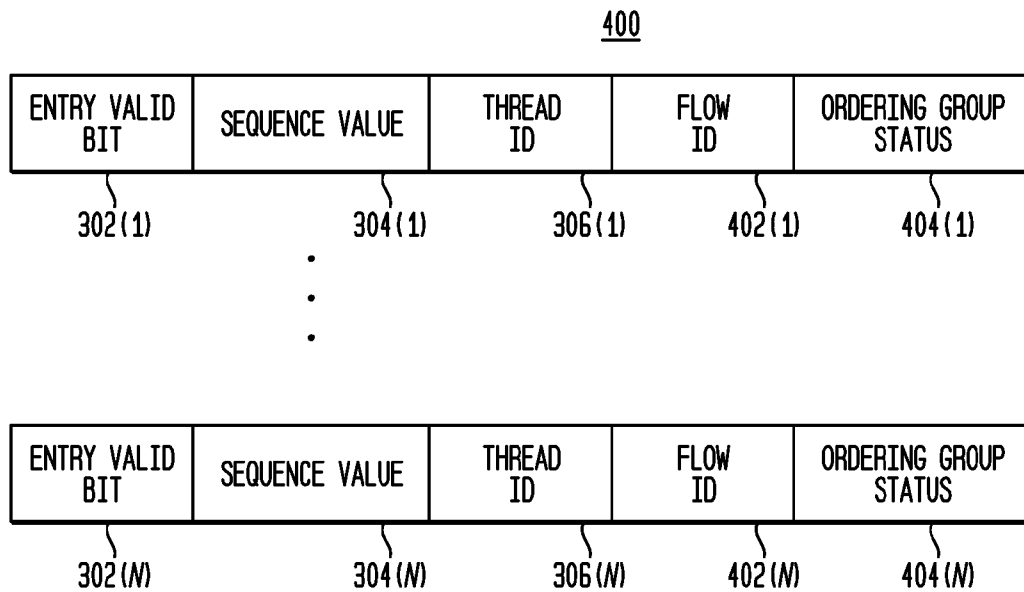 400
ENTRY VALID BIT SEQUENCE VALUE THREAD ID FLOW ID ORDERING GROUP STATUS
302(1) 304(1) 306(1) 402(1) 404(1)
ENTRY VALID BIT SEQUENCE VALUE THREAD ID FLOW ID ORDERING GROUP STATUS
302(N) 304(N) 306(N) 402(N) 404(N)